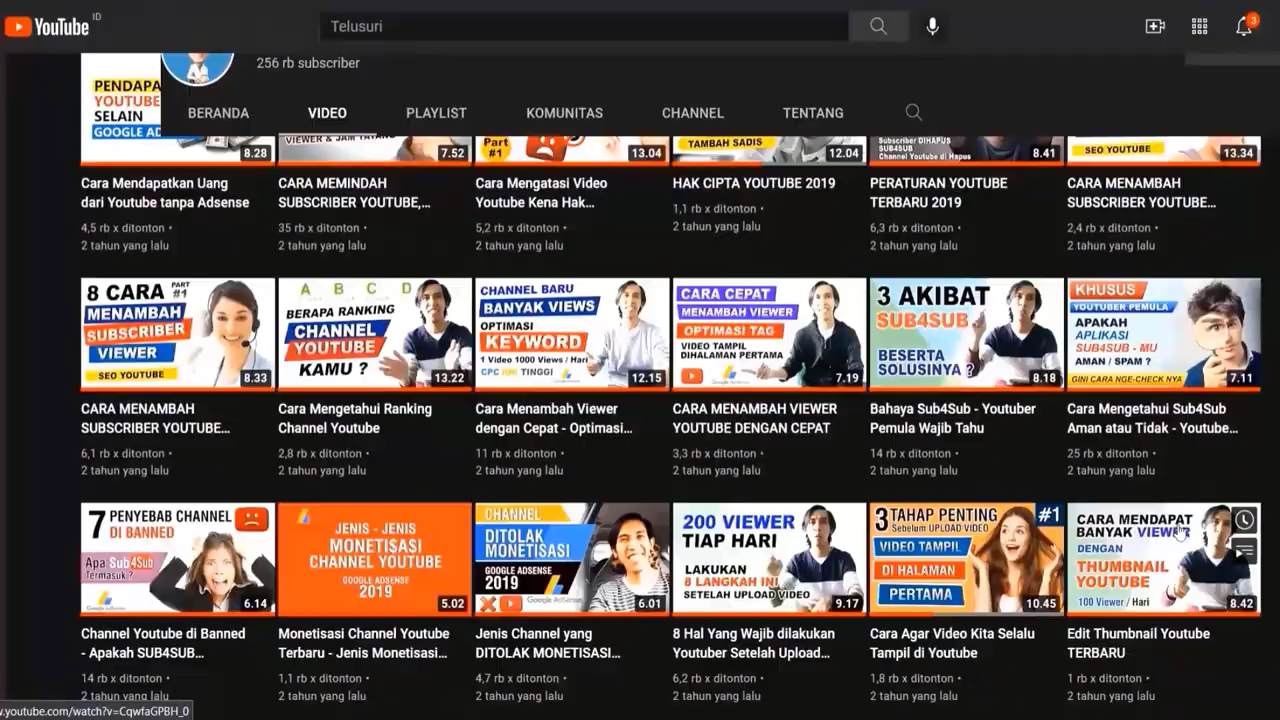 YouTube ID
Telusuri
3
256 rb subscriber
BERANDA VIDEO PLAYLIST KOMUNITAS CHANNEL TENTANG
PENDAPA
YOUTUBE
SELAIN
GOOGLE AD
8.28
VIEWER & JAM TAYANG
7.52
Part
#1
13.04
TAMBAH SADIS
12.04
Subscriber DIHAPUS
SUB4SUB
Channel Youtube di Hapus
8.41
SEO YOUTUBE
13.34
Cara Mendapatkan Uang
dari Youtube tanpa Adsense
4,5 rb x ditonton •
2 tahun yang lalu
CARA MEMINDAH
SUBSCRIBER YOUTUBE,...
35 rb x ditonton •
2 tahun yang lalu
Cara Mengatasi Video
Youtube Kena Hak...
5,2 rb x ditonton •
2 tahun yang lalu
HAK CIPTA YOUTUBE 2019
1,1 rb x ditonton •
2 tahun yang lalu
PERATURAN YOUTUBE
TERBARU 2019
6,3 rb x ditonton •
2 tahun yang lalu
CARA MENAMBAH
SUBSCRIBER YOUTUBE...
2,4 rb x ditonton •
2 tahun yang lalu
8 CARA PART #1
MENAMBAH
SUBSCRIBER
VIEWER
SEO YOUTUBE
8.33
A B C D
BERAPA RANKING
CHANNEL
YOUTUBE
KAMU ?
13.22
CHANNEL BARU
BANYAK VIEWS
OPTIMASI
KEYWORD
1 Video 1000 Views / Hari
CPC TINGGI
12.15
CARA CEPAT
MENAMBAH VIEWER
OPTIMASI TAG
VIDEO TAMPIL
DIHALAMAN PERTAMA
Google AdSense
7.19
3 AKIBAT
SUB4SUB
BESERTA
SOLUSINYA ?
8.18
KHUSUS
YOUTUBER PEMULA
APAKAH
APLIKASI
SUB4SUB - MU
AMAN / SPAM ?
GINI CARA NGE-CHECK NYA
7.11
CARA MENAMBAH
SUBSCRIBER YOUTUBE...
6,1 rb x ditonton •
2 tahun yang lalu
Cara Mengetahui Ranking
Channel Youtube
2,8 rb x ditonton •
2 tahun yang lalu
Cara Menambah Viewer
dengan Cepat - Optimasi...
11 rb x ditonton •
2 tahun yang lalu
CARA MENAMBAH VIEWER
YOUTUBE DENGAN CEPAT
3,3 rb x ditonton •
2 tahun yang lalu
Bahaya Sub4Sub - Youtuber
Pemula Wajib Tahu
14 rb x ditonton •
2 tahun yang lalu
Cara Mengetahui Sub4Sub
Aman atau Tidak - Youtube...
25 rb x ditonton •
2 tahun yang lalu
7 PENYEBAB CHANNEL
DI BANNED
Apa Sub4Sub
Termasuk ?
Google AdSense
6.14
JENIS - JENIS
MONETISASI
CHANNEL YOUTUBE
GOOGLE ADSENSE
2019
5.02
CHANNEL
DITOLAK
MONETISASI
GOOGLE ADSENSE
2019
Google AdSense
6.01
200 VIEWER
TIAP HARI
LAKUKAN
8 LANGKAH INI
SETELAH UPLOAD VIDEO
9.17
3 TAHAP PENTING #1
Sebelum UPLOAD VIDEO
VIDEO TAMPIL
DI HALAMAN
PERTAMA
10.45
CARA MENDAPAT
BANYAK VIEWER
DENGAN
THUMBNAIL
YOUTUBE
100 Viewer / Hari
8.42
Channel Youtube di Banned
- Apakah SUB4SUB...
14 rb x ditonton •
2 tahun yang lalu
Monetisasi Channel Youtube
Terbaru - Jenis Monetisasi...
1,1 rb x ditonton •
2 tahun yang lalu
Jenis Channel yang
DITOLAK MONETISASI...
4,7 rb x ditonton •
2 tahun yang lalu
8 Hal Yang Wajib dilakukan
Youtuber Setelah Upload...
6,2 rb x ditonton •
2 tahun yang lalu
Cara Agar Video Kita Selalu
Tampil di Youtube
1,8 rb x ditonton •
2 tahun yang lalu
Edit Thumbnail Youtube
TERBARU
1 rb x ditonton •
2 tahun yang lalu
.youtube.com/watch?v=CqwfaGPBH_0